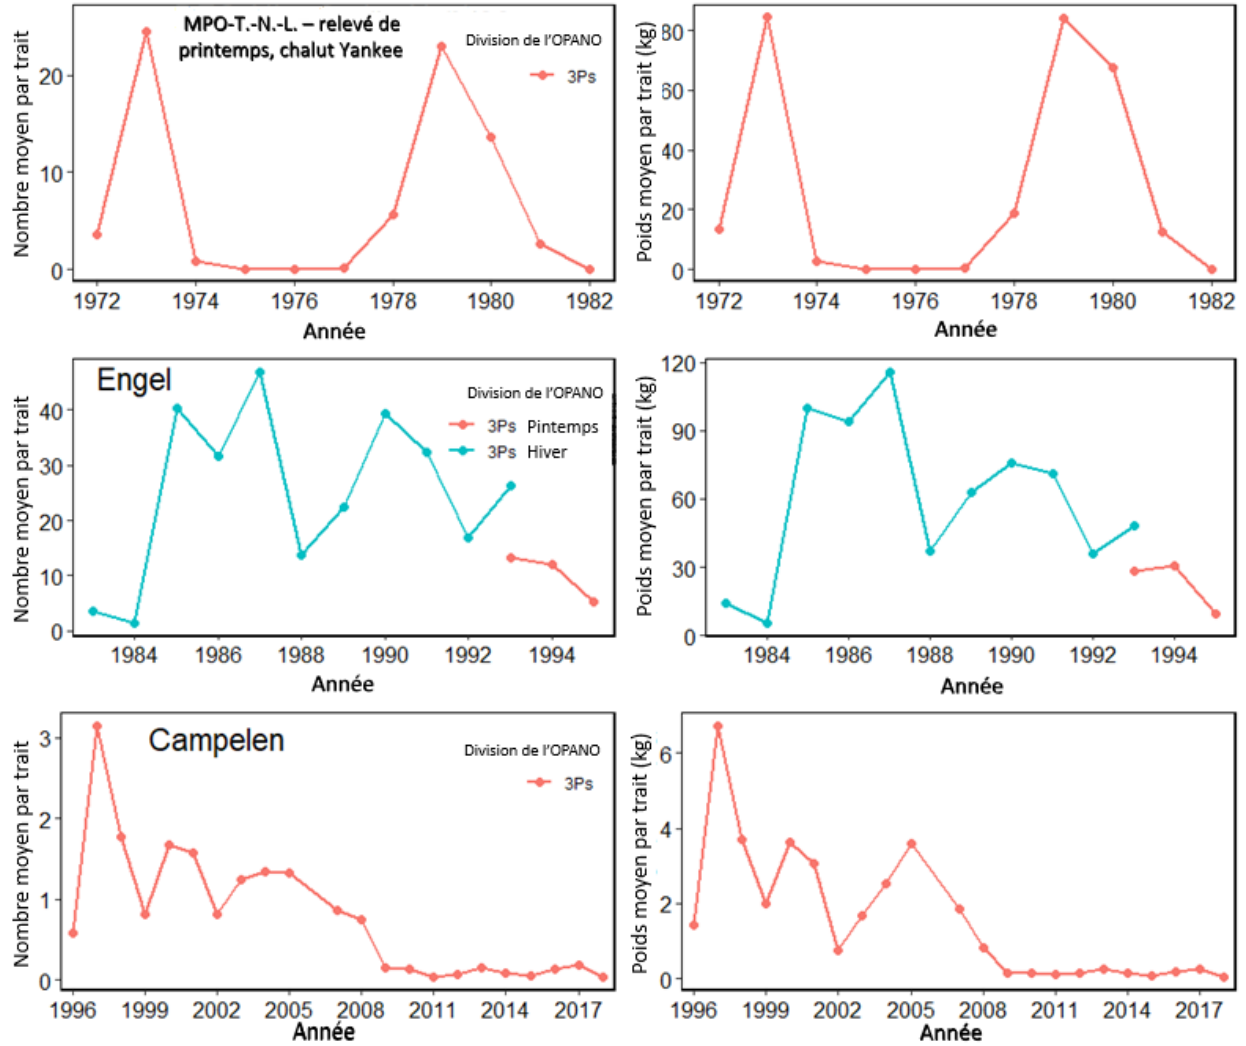 MPO-T.-N.-L. – relevé de
printemps, chalut Yankee
Division de l'OPANO
3Ps
Nombre moyen par trait
20
10
0
1972 1974 1976 1978 1980 1982
Année
Poids moyen par trait (kg)
80
60
40
20
0
1972 1974 1976 1978 1980 1982
Année
Engel
Division de l'OPANO
3Ps Pintemps
3Ps Hiver
Nombre moyen par trait
40
30
20
10
0
1984 1986 1988 1990 1992 1994
Année
Poids moyen par trait (kg)
120
90
60
30
0
1984 1986 1988 1990 1992 1994
Année
Campelen
Division de l'OPANO
3Ps
Nombre moyen par trait
3
2
1
0
1996 1999 2002 2005 2008 2011 2014 2017
Année
Poids moyen par trait (kg)
6
4
2
0
1996 1999 2002 2005 2008 2011 2014 2017
Année